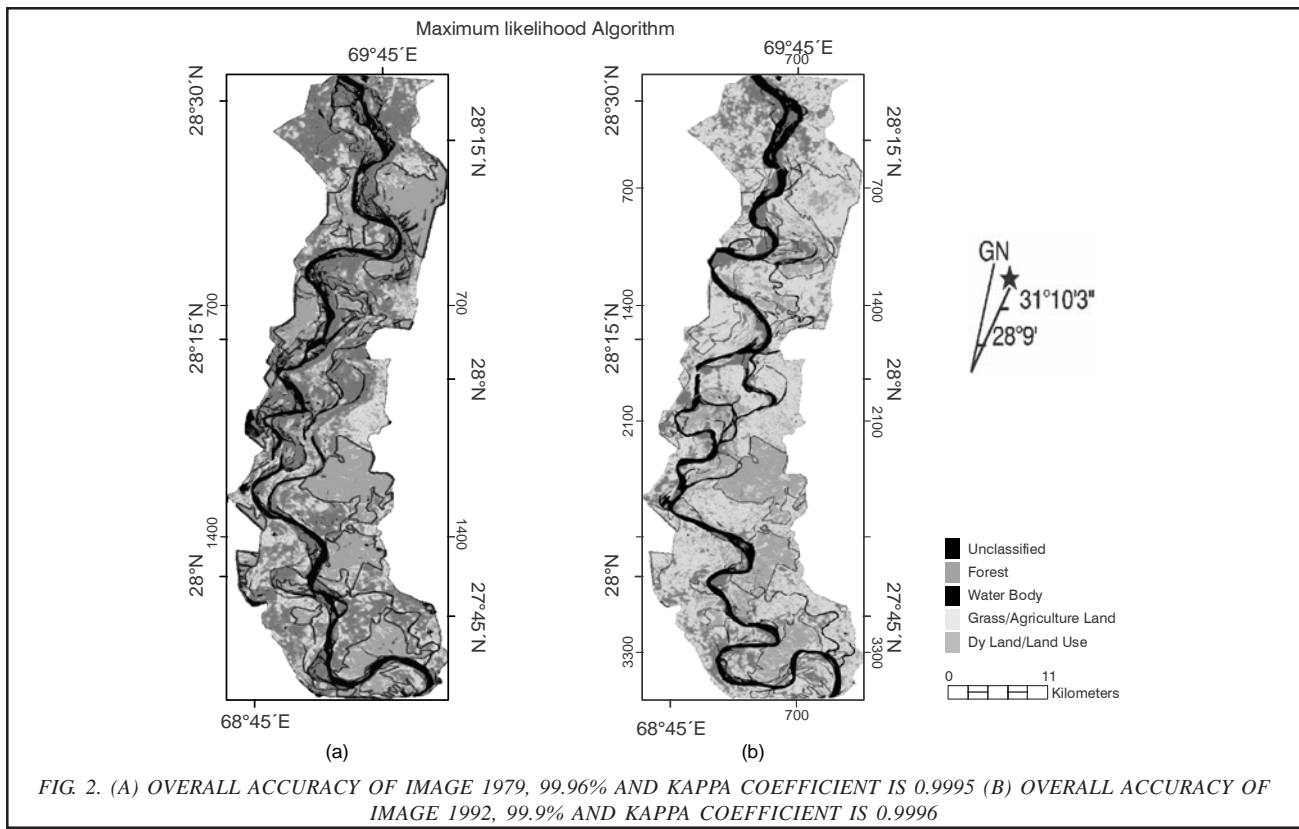 Maximum likelihood Algorithm
69°45´E
69°45´E
700
28°30´N
28°15´N
700
28°15´N
28°N
1400
28°N
27°45´N
68°45´E
(a)
28°30´N
28°15´N
700
700
1400
1400
28°15´N
28°N
2100
2100
28°N
27°45´N
3300
3300
68°45´E
700
(b)
GN
31°10'3"
28°9'
Unclassified
Forest
Water Body
Grass/Agriculture Land
Dy Land/Land Use
0 11
Kilometers
FIG. 2. (A) OVERALL ACCURACY OF IMAGE 1979, 99.96% AND KAPPA COEFFICIENT IS 0.9995 (B) OVERALL ACCURACY OF
IMAGE 1992, 99.9% AND KAPPA COEFFICIENT IS 0.9996